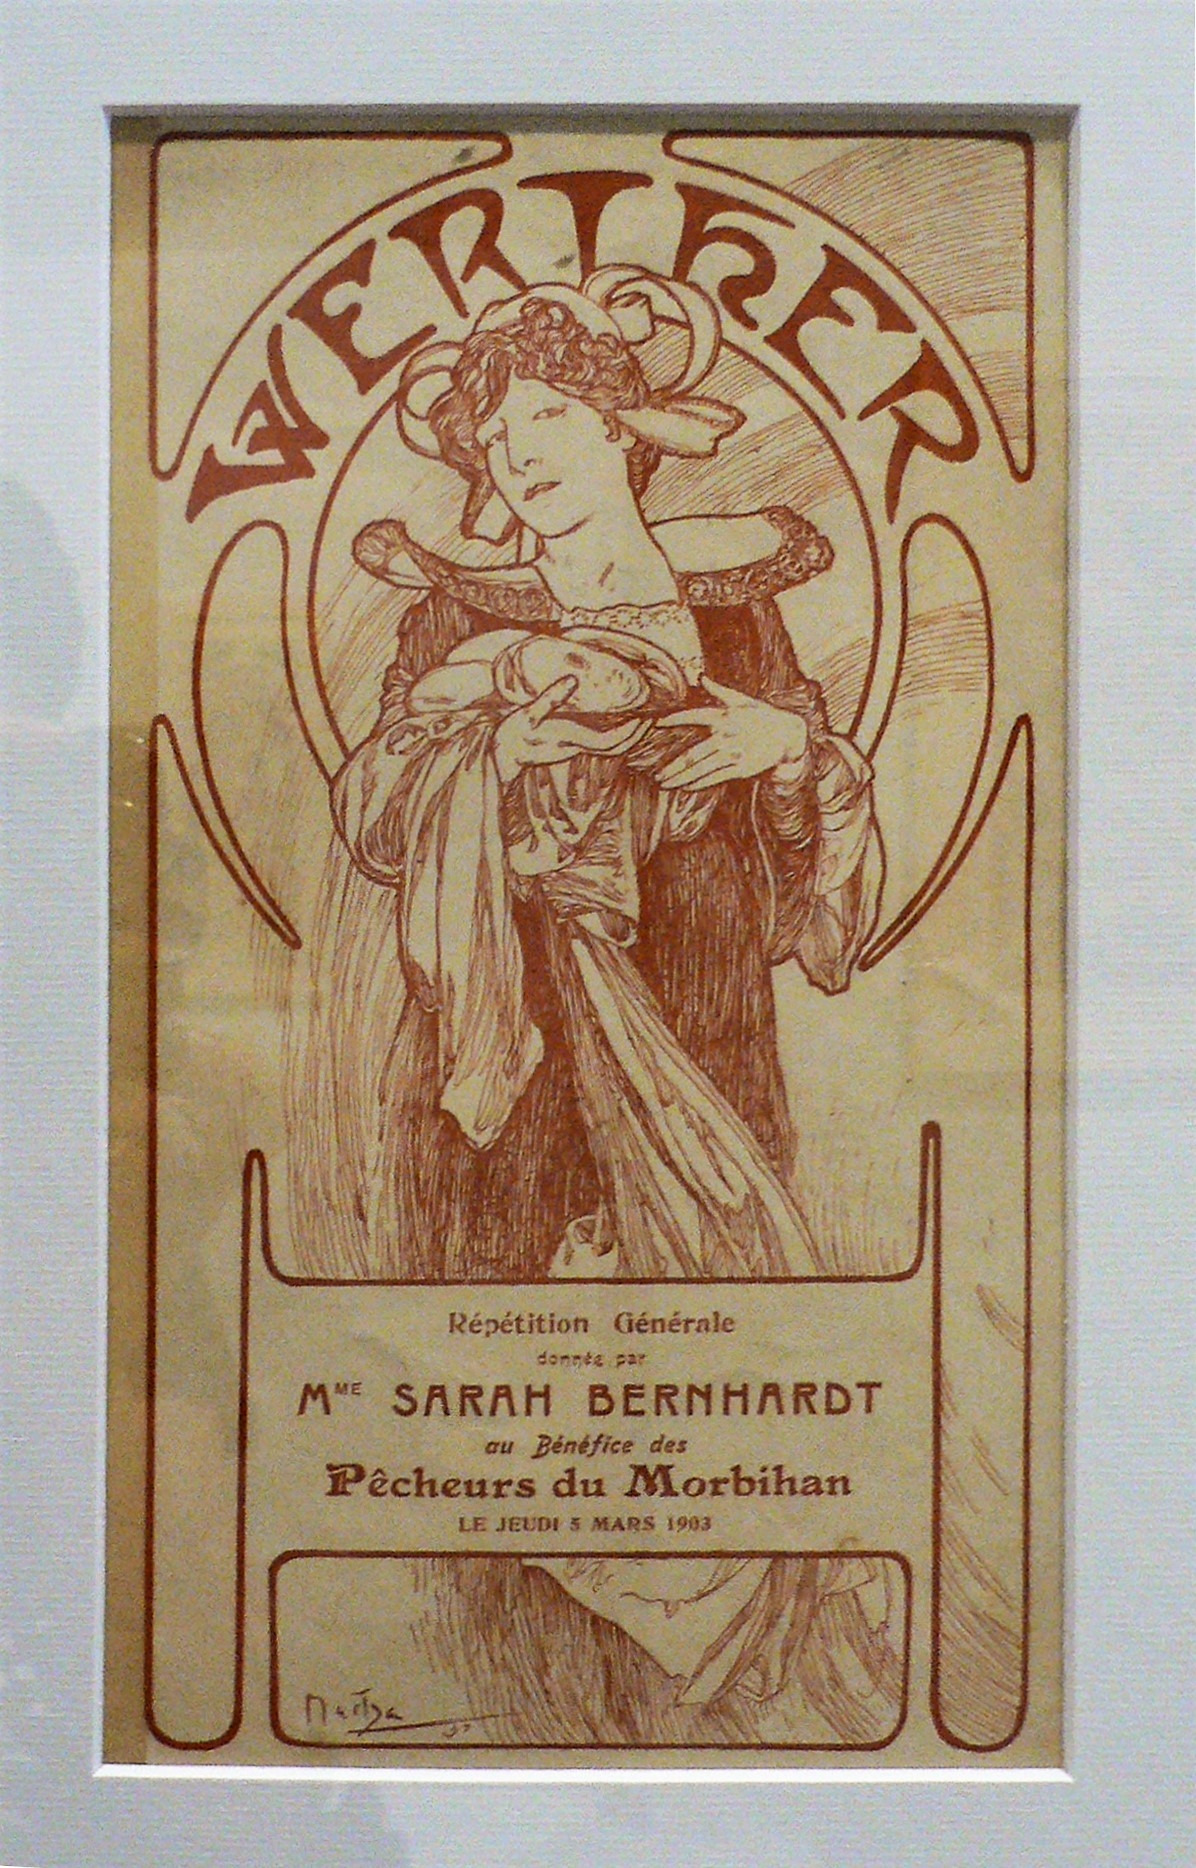 WERTHER
Répétition Générale
donnée par
MME SARAH BERNHARDT
au Bénéfice des
Pêcheurs du Morbihan
LE JEUDI 5 MARS 1903